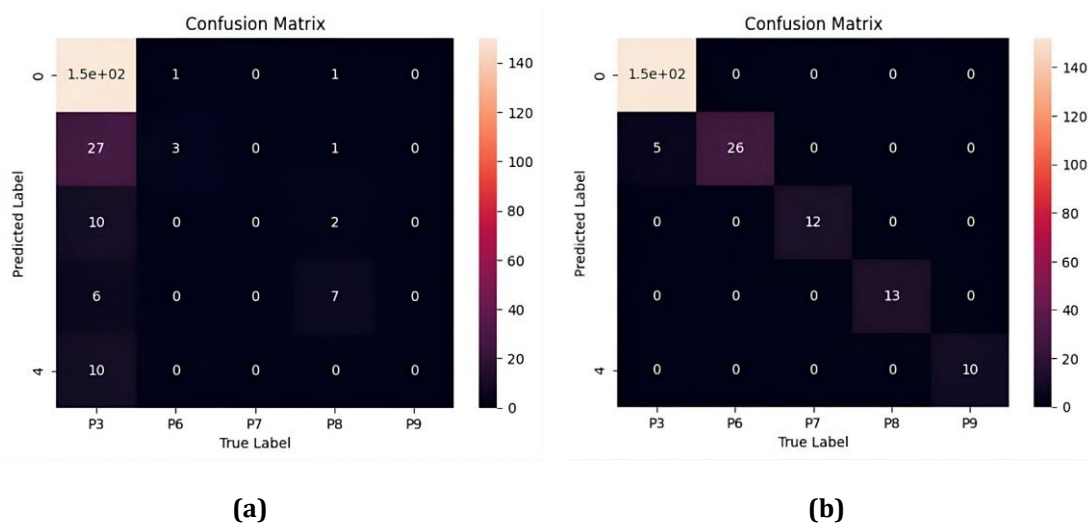 Confusion Matrix
0
4
Predicted Label
1.5e+02 1 0 1 0
27 3 0 1 0
10 0 0 2 0
6 0 0 7 0
10 0 0 0 0
P3 P6 P7 P8 P9
True Label
140
120
100
80
60
40
20
0
(a)
Confusion Matrix
0
4
Predicted Label
1.5e+02 0 0 0 0
5 26 0 0 0
0 0 12 0 0
0 0 0 13 0
0 0 0 0 10
P3 P6 P7 P8 P9
True Label
140
120
100
80
60
40
20
0
(b)